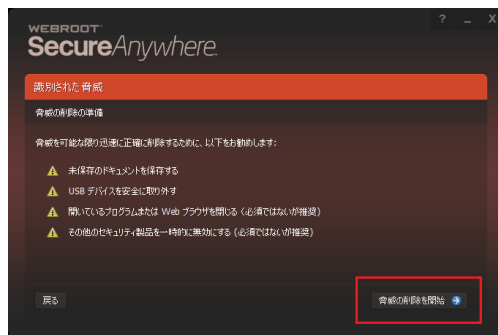 WEBROOT
SecureAnywhere
? _ X
識別された脅威
脅威の削除の準備
脅威を可能な限り迅速に正確に削除するために、以下をお勧めします:
未保存のドキュメントを保存する
USB デバイスを安全に取り外す
開いているプログラムまたは Web ブラウザを閉じる (必須ではないが推奨)
その他のセキュリティ製品を一時的に無効にする (必須ではないが推奨)
戻る
脅威の削除を開始